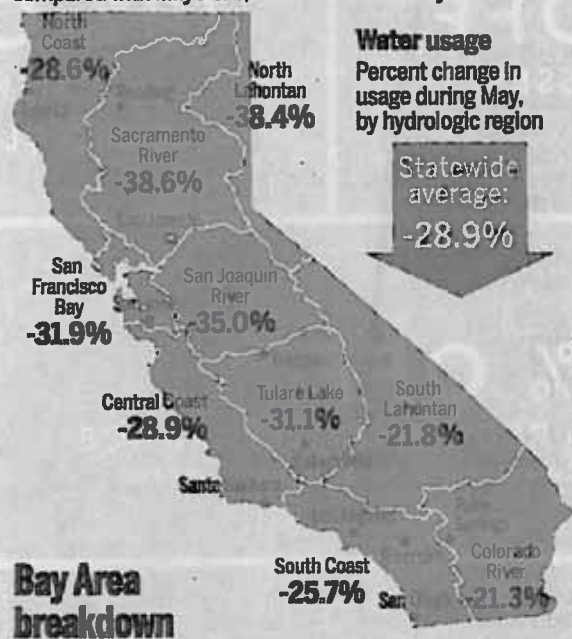 North
Coast
-28.6%
North
Lahontan
-38.4%
Water usage
Percent change in
usage during May,
by hydrologic region
Statewide
average:
-28.9%
Sacramento
River
-38.6%
San
Francisco
Bay
-31.9%
San Joaquin
River
-35.0%
Central Coast
-28.9%
Tulare Lake
-31.1%
South
Lahontan
-21.8%
South Coast
-25.7%
Colorado
River
-21.3%
Bay Area
breakdown